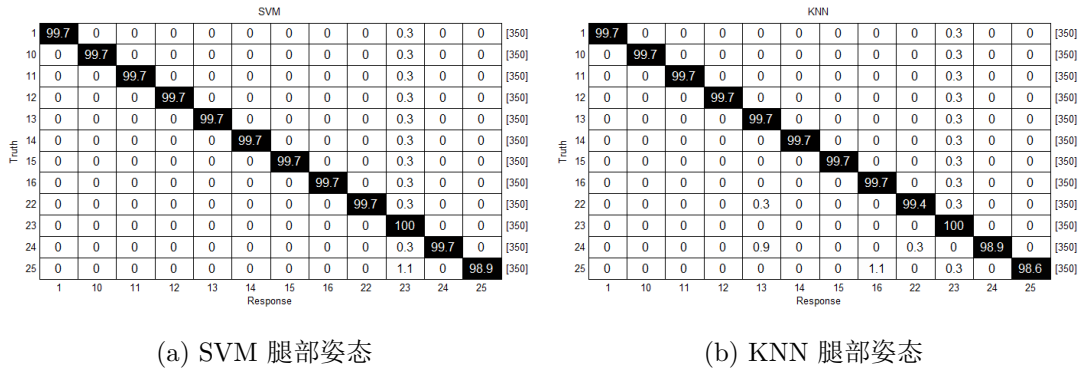 SVM
1 99.7 0 0 0 0 0 0 0 0 0.3 0 0 [350]
10 0 99.7 0 0 0 0 0 0 0 0.3 0 0 [350]
11 0 0 99.7 0 0 0 0 0 0 0.3 0 0 [350]
12 0 0 0 99.7 0 0 0 0 0 0.3 0 0 [350]
13 0 0 0 0 99.7 0 0 0 0 0.3 0 0 [350]
14 0 0 0 0 0 99.7 0 0 0 0.3 0 0 [350]
15 0 0 0 0 0 0 99.7 0 0 0.3 0 0 [350]
16 0 0 0 0 0 0 0 99.7 0 0.3 0 0 [350]
22 0 0 0 0 0 0 0 0 99.7 0.3 0 0 [350]
23 0 0 0 0 0 0 0 0 0 100 0 0 [350]
24 0 0 0 0 0 0 0 0 0 0.3 99.7 0 [350]
25 0 0 0 0 0 0 0 0 0 1.1 0 98.9 [350]
1 10 11 12 13 14 15 16 22 23 24 25
Truth
Response
(a) SVM 腿部姿态
KNN
1 99.7 0 0 0 0 0 0 0 0 0.3 0 0 [350]
10 0 99.7 0 0 0 0 0 0 0 0.3 0 0 [350]
11 0 0 99.7 0 0 0 0 0 0 0.3 0 0 [350]
12 0 0 0 99.7 0 0 0 0 0 0.3 0 0 [350]
13 0 0 0 0 99.7 0 0 0 0 0.3 0 0 [350]
14 0 0 0 0 0 99.7 0 0 0 0.3 0 0 [350]
15 0 0 0 0 0 0 99.7 0 0 0.3 0 0 [350]
16 0 0 0 0 0 0 0 99.7 0 0.3 0 0 [350]
22 0 0 0 0 0.3 0 0 0 99.4 0.3 0 0 [350]
23 0 0 0 0 0 0 0 0 0 100 0 0 [350]
24 0 0 0 0 0.9 0 0 0 0.3 0 98.9 0 [350]
25 0 0 0 0 0 0 0 1.1 0 0.3 0 98.6 [350]
1 10 11 12 13 14 15 16 22 23 24 25
Truth
Response
(b) KNN 腿部姿态